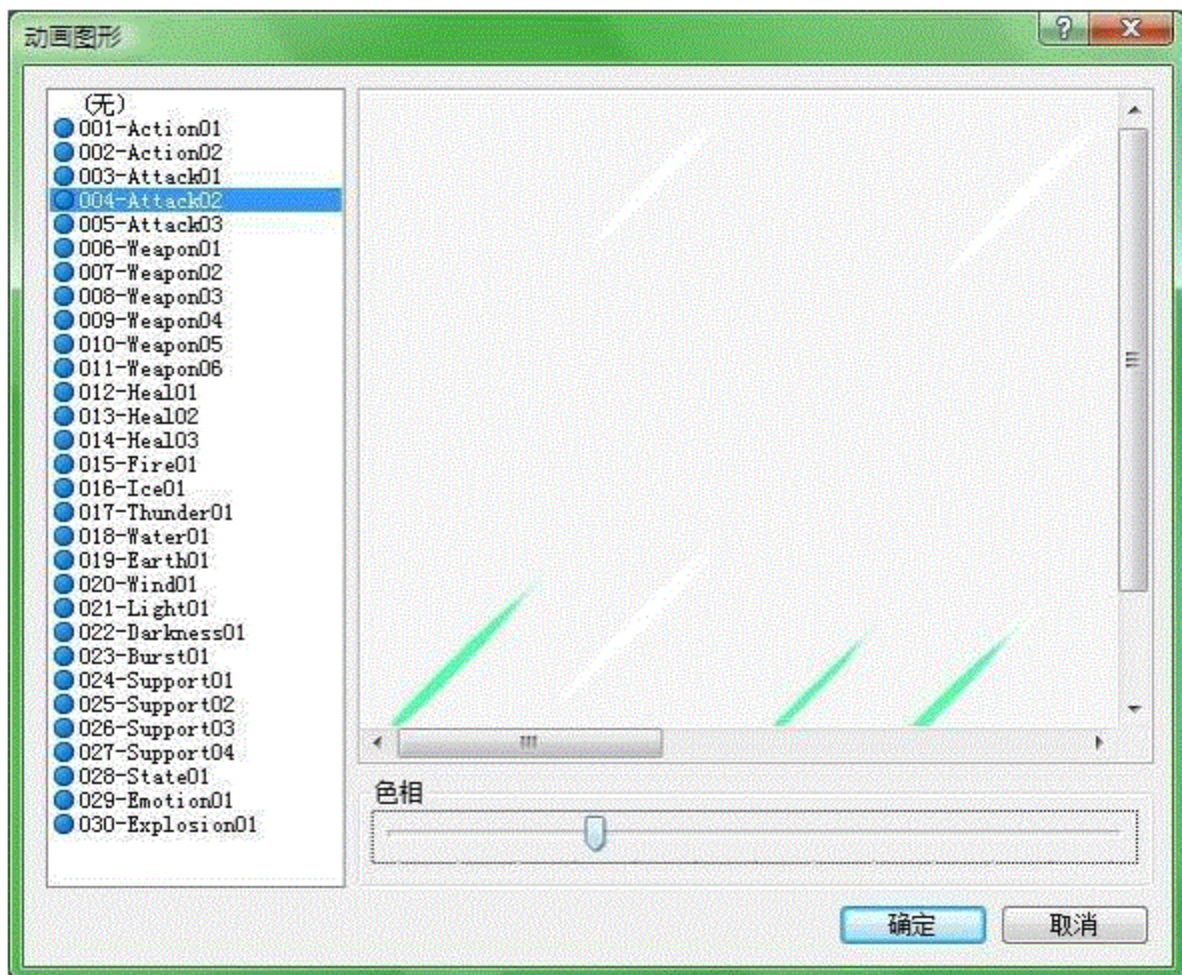 动画图形
(无)
001-Action01
002-Action02
003-Attack01
004-Attack02
005-Attack03
006-Weapon01
007-Weapon02
008-Weapon03
009-Weapon04
010-Weapon05
011-Weapon06
012-Heal01
013-Heal02
014-Heal03
015-Fire01
016-Ice01
017-Thunder01
018-Water01
019-Earth01
020-Wind01
021-Light01
022-Darkness01
023-Burst01
024-Support01
025-Support02
026-Support03
027-Support04
028-State01
029-Emotion01
030-Explosion01
色相
确定 取消